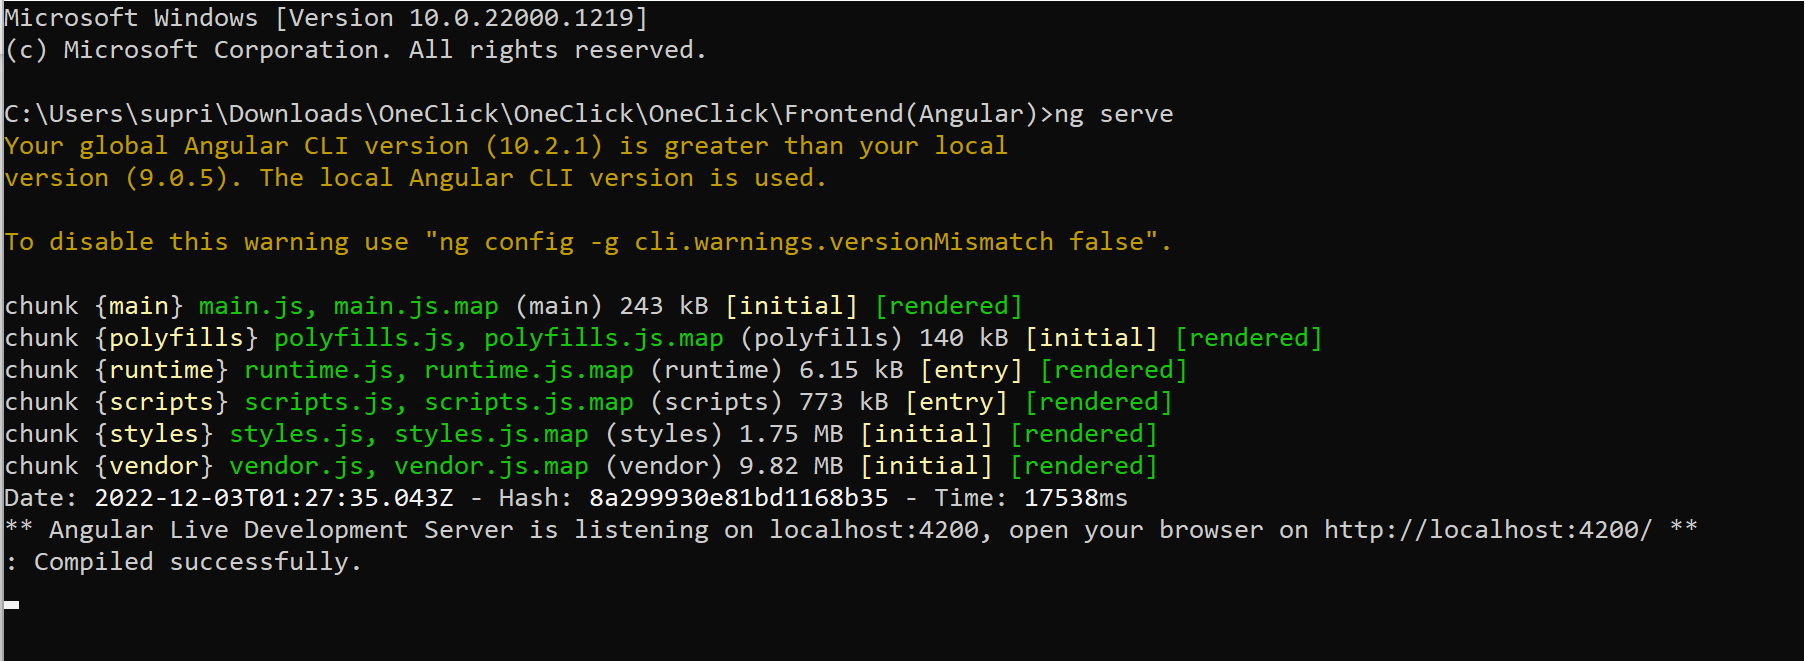 Microsoft Windows [Version 10.0.22000.1219]
(c) Microsoft Corporation. All rights reserved.
C:\Users\supri\Downloads\OneClick\OneClick\OneClick\Frontend(Angular)>ng serve
Your global Angular CLI version (10.2.1) is greater than your local
version (9.0.5). The local Angular CLI version is used.
To disable this warning use "ng config -g cli.warnings.versionMismatch false".
chunk {main} main.js, main.js.map (main) 243 kB [initial] [rendered]
chunk {polyfills} polyfills.js, polyfills.js.map (polyfills) 140 kB [initial] [rendered]
chunk {runtime} runtime.js, runtime.js.map (runtime) 6.15 kB [entry] [rendered]
chunk {scripts} scripts.js, scripts.js.map (scripts) 773 kB [entry] [rendered]
chunk {styles} styles.js, styles.js.map (styles) 1.75 MB [initial] [rendered]
chunk {vendor} vendor.js, vendor.js.map (vendor) 9.82 MB [initial] [rendered]
Date: 2022-12-03T01:27:35.043Z - Hash: 8a299930e81bd1168b35 - Time: 17538ms
** Angular Live Development Server is listening on localhost:4200, open your browser on http://localhost:4200/ **
: Compiled successfully.